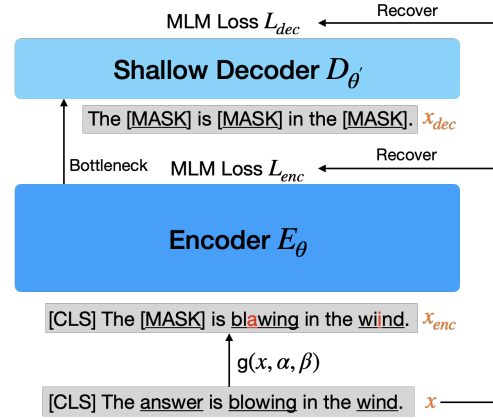 MLM Loss L_dec Recover
Shallow Decoder D_θ′
The [MASK] is [MASK] in the [MASK]. x_dec
Bottleneck MLM Loss L_enc Recover
Encoder E_θ
[CLS] The [MASK] is blawing in the wiind. x_enc
g(x, α, β)
[CLS] The answer is blowing in the wind. x